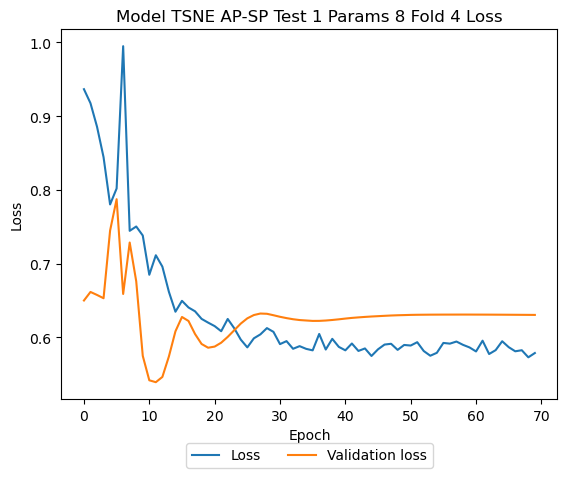 Model TSNE AP-SP Test 1 Params 8 Fold 4 Loss
1.0
0.9
0.8
0.7
0.6
Loss
0 10 20 30 40 50 60 70
Epoch
Loss Validation loss